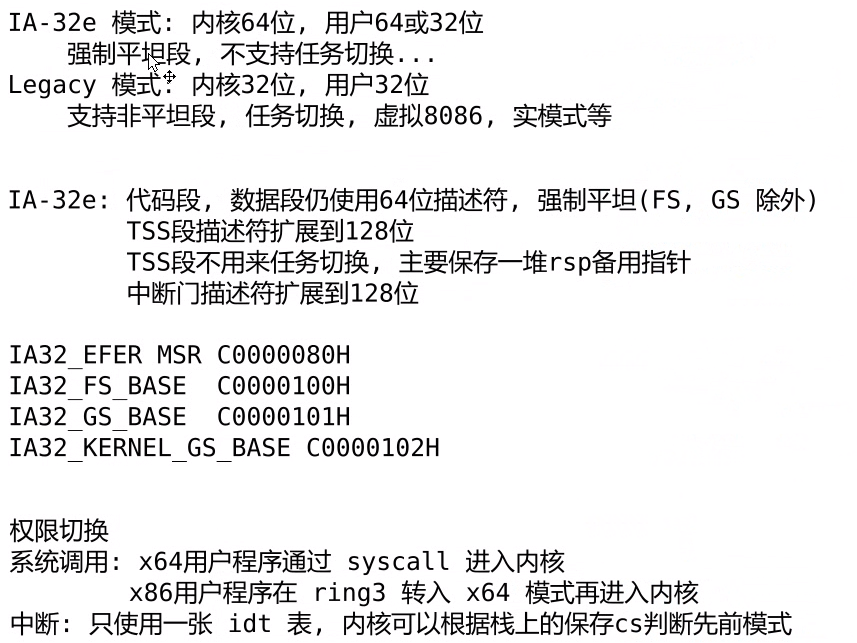 IA-32e 模式: 内核64位, 用户64或32位
强制平坦段, 不支持任务切换...
Legacy 模式: 内核32位, 用户32位
支持非平坦段, 任务切换, 虚拟8086, 实模式等
IA-32e: 代码段, 数据段仍使用64位描述符, 强制平坦(FS, GS 除外)
TSS段描述符扩展到128位
TSS段不用来任务切换, 主要保存一堆rsp备用指针
中断门描述符扩展到128位
IA32_EFER MSR C0000080H
IA32_FS_BASE C0000100H
IA32_GS_BASE C0000101H
IA32_KERNEL_GS_BASE C0000102H
权限切换
系统调用: x64用户程序通过 syscall 进入内核
x86用户程序在 ring3 转入 x64 模式再进入内核
中断: 只使用一张 idt 表, 内核可以根据栈上的保存cs判断先前模式